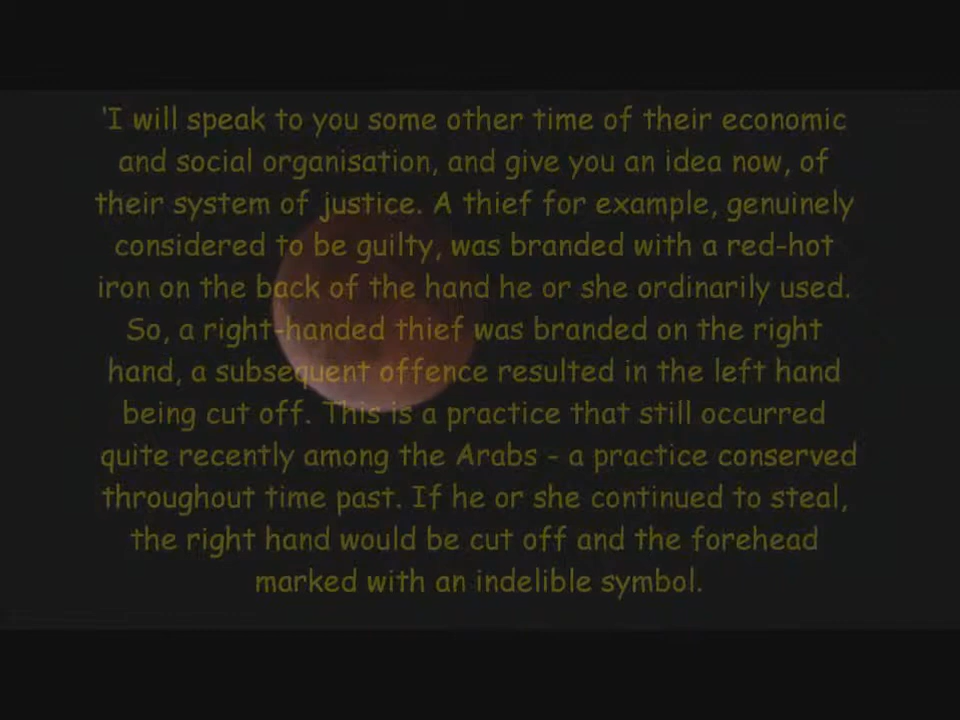 'I will speak to you some other time of their economic
and social organisation, and give you an idea now, of
their system of justice. A thief for example, genuinely
considered to be guilty, was branded with a red-hot
iron on the back of the hand he or she ordinarily used.
So, a right-handed thief was branded on the right
hand, a subsequent offence resulted in the left hand
being cut off. This is a practice that still occurred
quite recently among the Arabs - a practice conserved
throughout time past. If he or she continued to steal,
the right hand would be cut off and the forehead
marked with an indelible symbol.